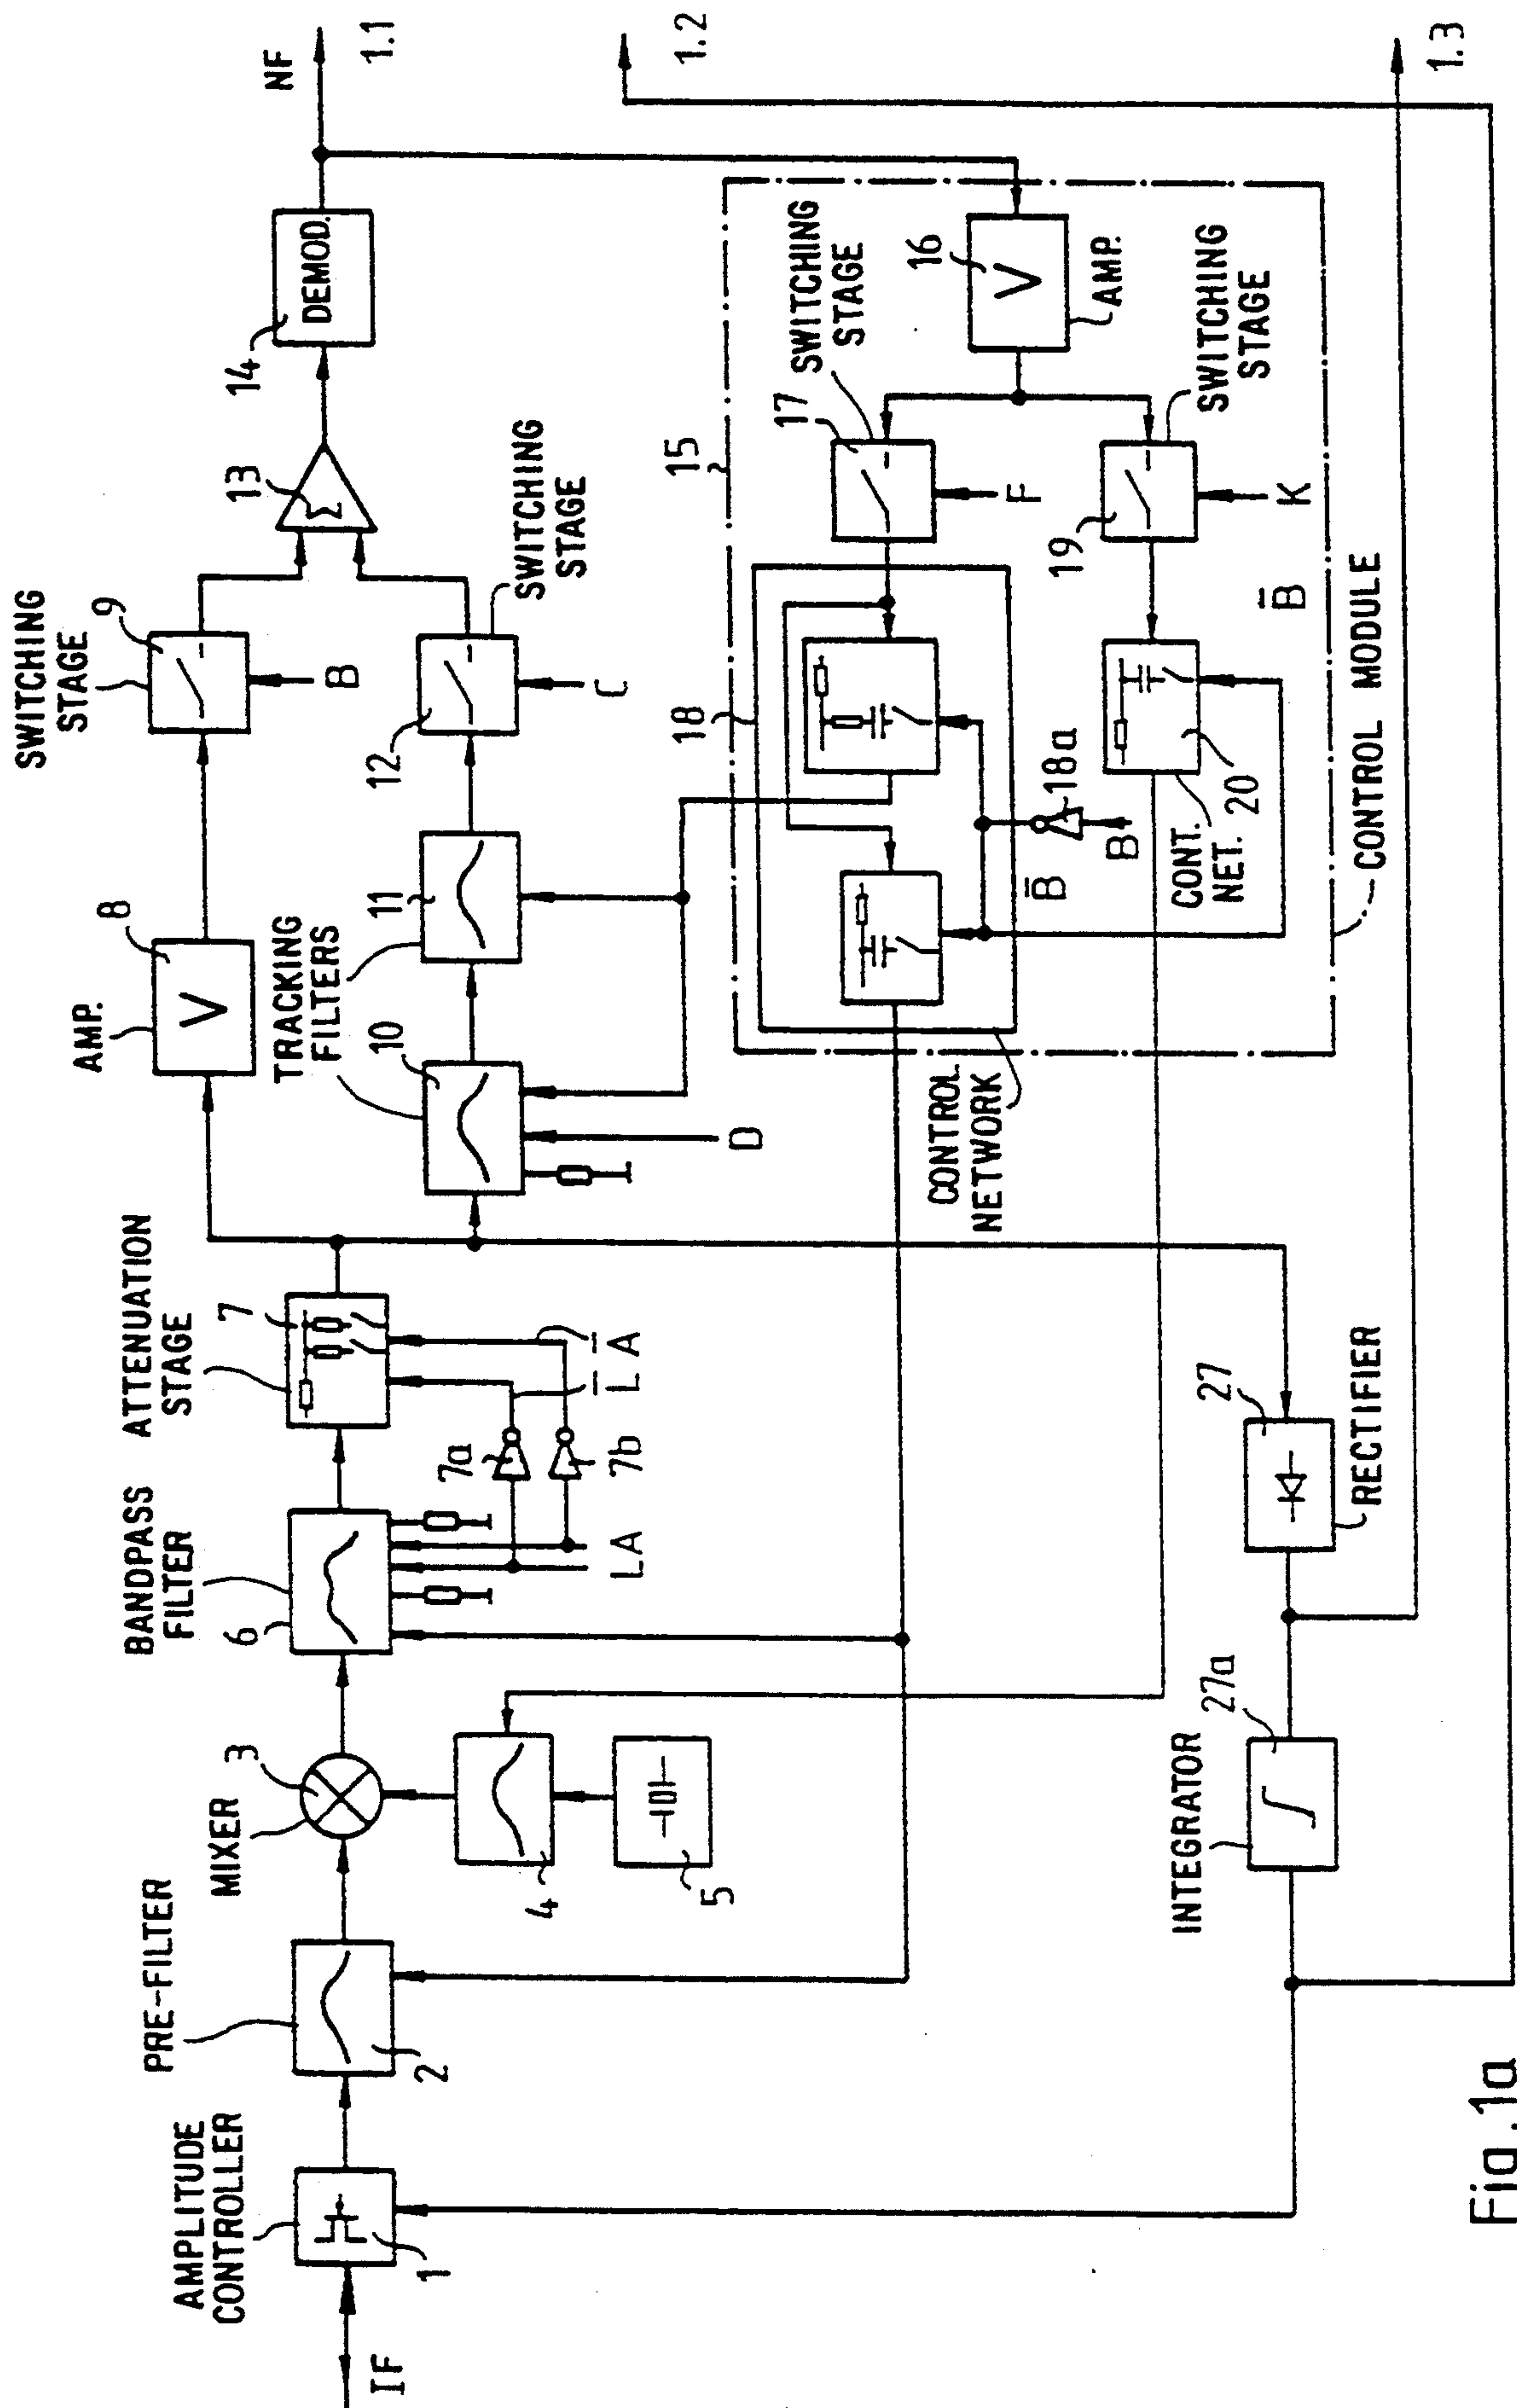 IF
AMPLITUDE
CONTROLLER
1
PRE-FILTER
2
MIXER
3
4
5
BANDPASS
FILTER
6
LA
7a
7b
L̅ A̅
ATTENUATION
STAGE
7
AMP.
8
V
SWITCHING
STAGE
9
B
TRACKING
FILTERS
10
D
11
12
C
SWITCHING
STAGE
13
Σ
14
DEMOD.
NF
1.1
1.2
1.3
15
16
V
AMP.
SWITCHING
STAGE
17
F
SWITCHING
STAGE
19
K
18
18a
B
B̅
B̅
CONT.
NET.
20
CONTROL
NETWORK
CONTROL MODULE
27
RECTIFIER
INTEGRATOR
27a
Fig.1a